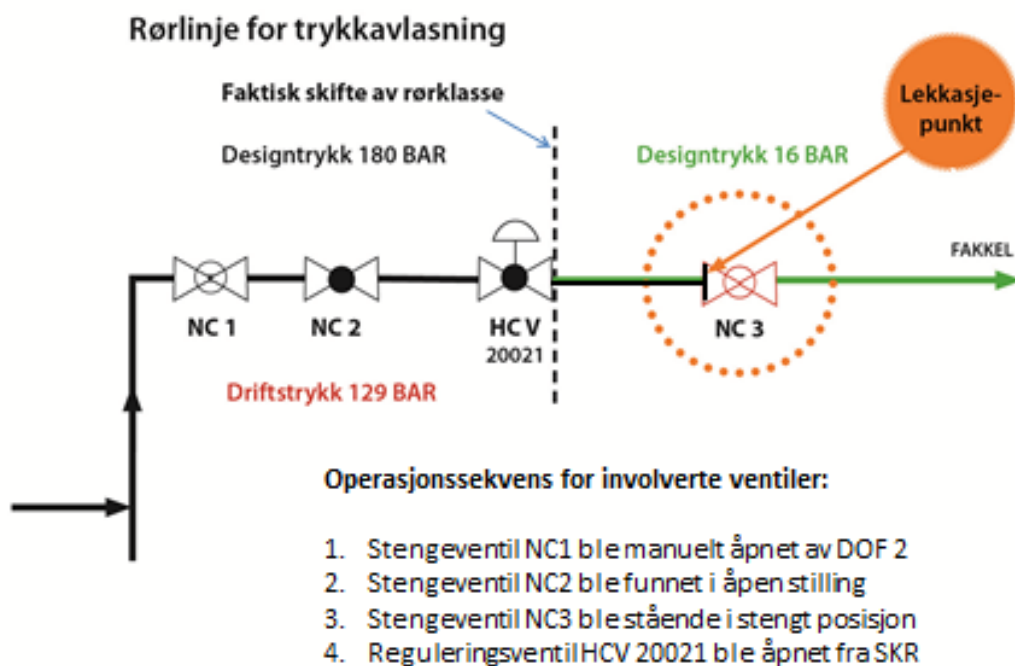 Rørlinje for trykkavlasning
Faktisk skifte av rørklasse
Lekkasje-
punkt
Designtrykk 180 BAR
Designtrykk 16 BAR
FAKKEL
NC 1
NC 2
HC V
20021
NC 3
Driftstrykk 129 BAR
Operasjonssekvens for involverte ventiler:
1. Stengeventil NC1 ble manuelt åpnet av DOF 2
2. Stengeventil NC2 ble funnet i åpen stilling
3. Stengeventil NC3 ble stående i stengt posisjon
4. Reguleringsventil HCV 20021 ble åpnet fra SKR